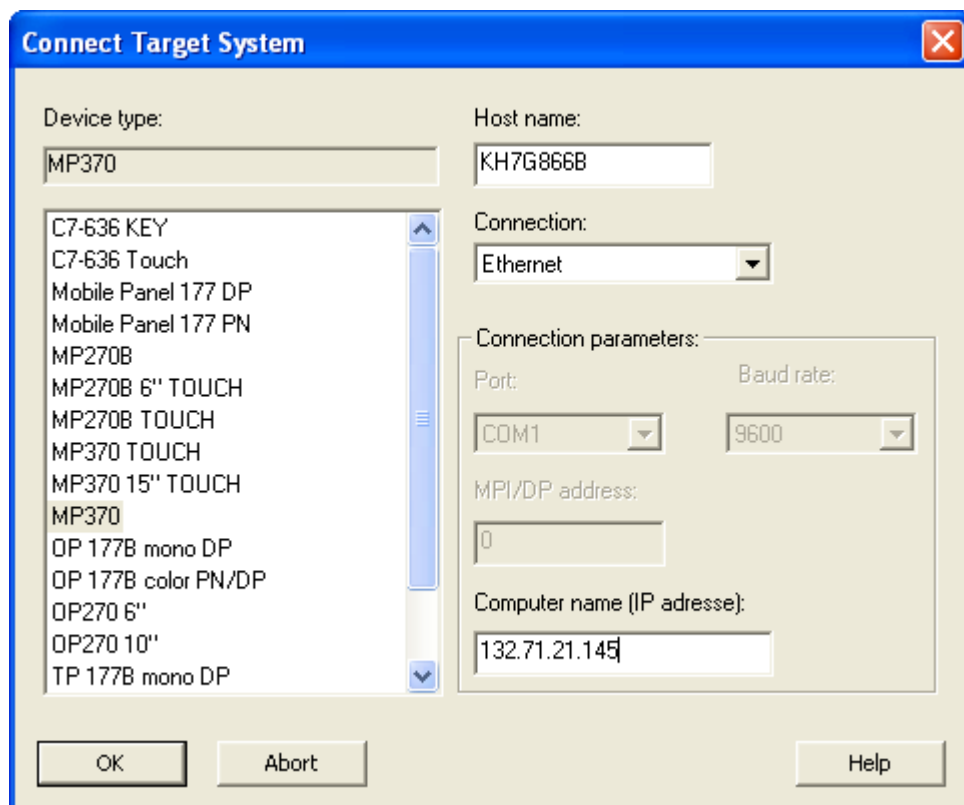 Connect Target System
Device type:
MP370
C7-636 KEY
C7-636 Touch
Mobile Panel 177 DP
Mobile Panel 177 PN
MP270B
MP270B 6'' TOUCH
MP270B TOUCH
MP370 TOUCH
MP370 15'' TOUCH
MP370
OP 177B mono DP
OP 177B color PN/DP
OP270 6''
OP270 10''
TP 177B mono DP
Host name:
KH7G866B
Connection:
Ethernet
Connection parameters:
Port:
Baud rate:
COM1
9600
MPI/DP address:
0
Computer name (IP adresse):
132.71.21.145
OK
Abort
Help